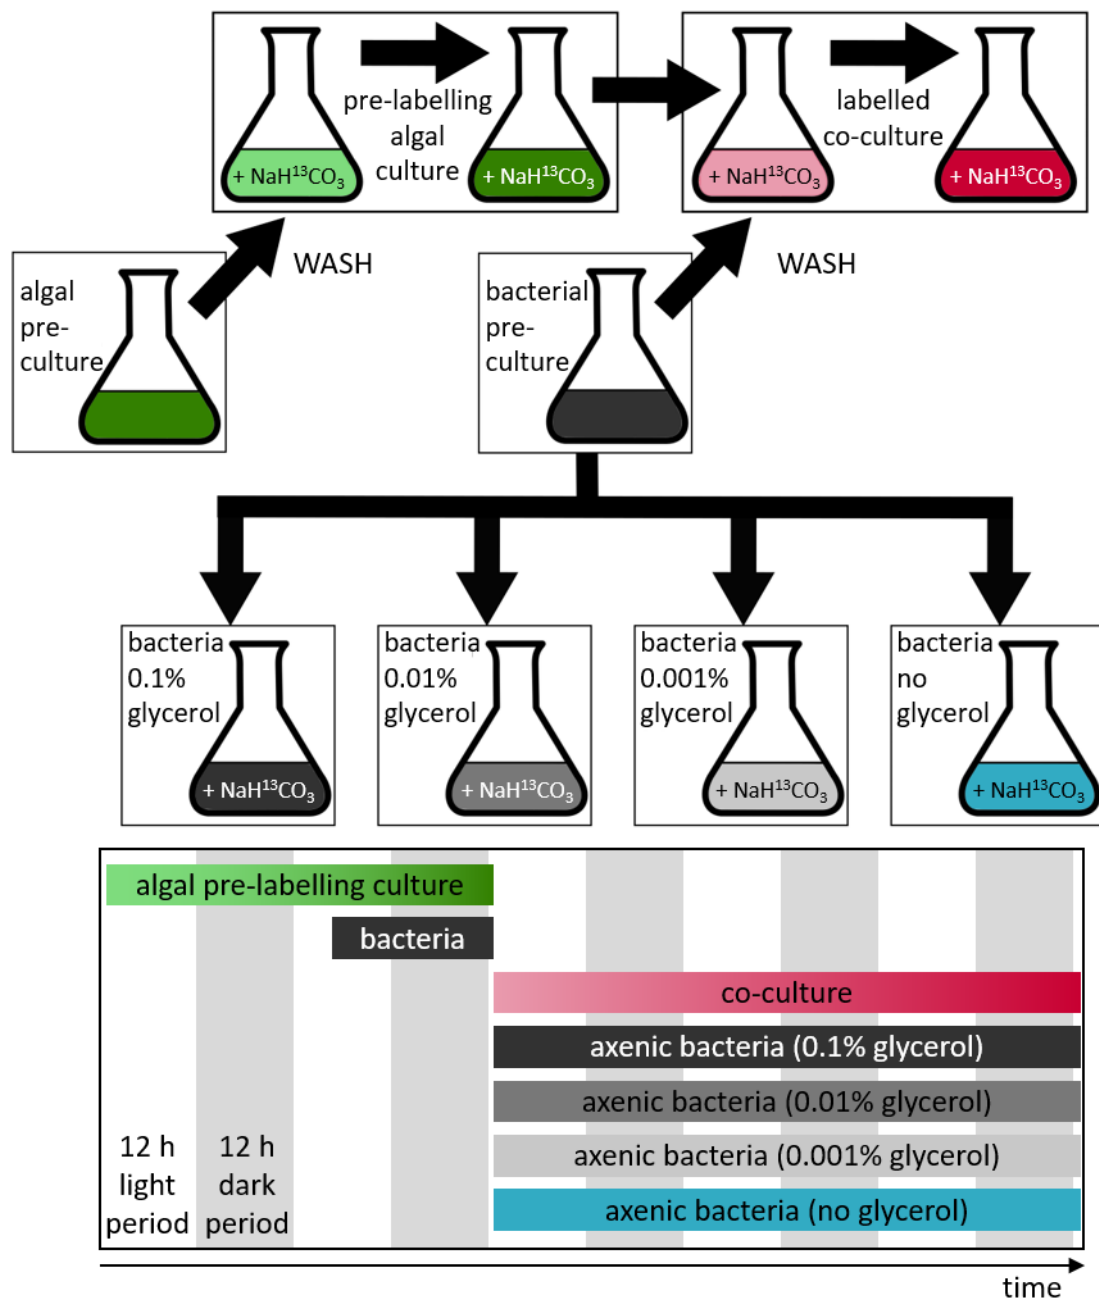 pre-labelling
algal
culture
+ NaH¹³CO₃
+ NaH¹³CO₃
labelled
co-culture
+ NaH¹³CO₃
+ NaH¹³CO₃
WASH
WASH
algal
pre-
culture
bacterial
pre-
culture
bacteria
0.1%
glycerol
+ NaH¹³CO₃
bacteria
0.01%
glycerol
+ NaH¹³CO₃
bacteria
0.001%
glycerol
+ NaH¹³CO₃
bacteria
no
glycerol
+ NaH¹³CO₃
algal pre-labelling culture
bacteria
co-culture
axenic bacteria (0.1% glycerol)
axenic bacteria (0.01% glycerol)
axenic bacteria (0.001% glycerol)
axenic bacteria (no glycerol)
12 h
light
period
12 h
dark
period
time